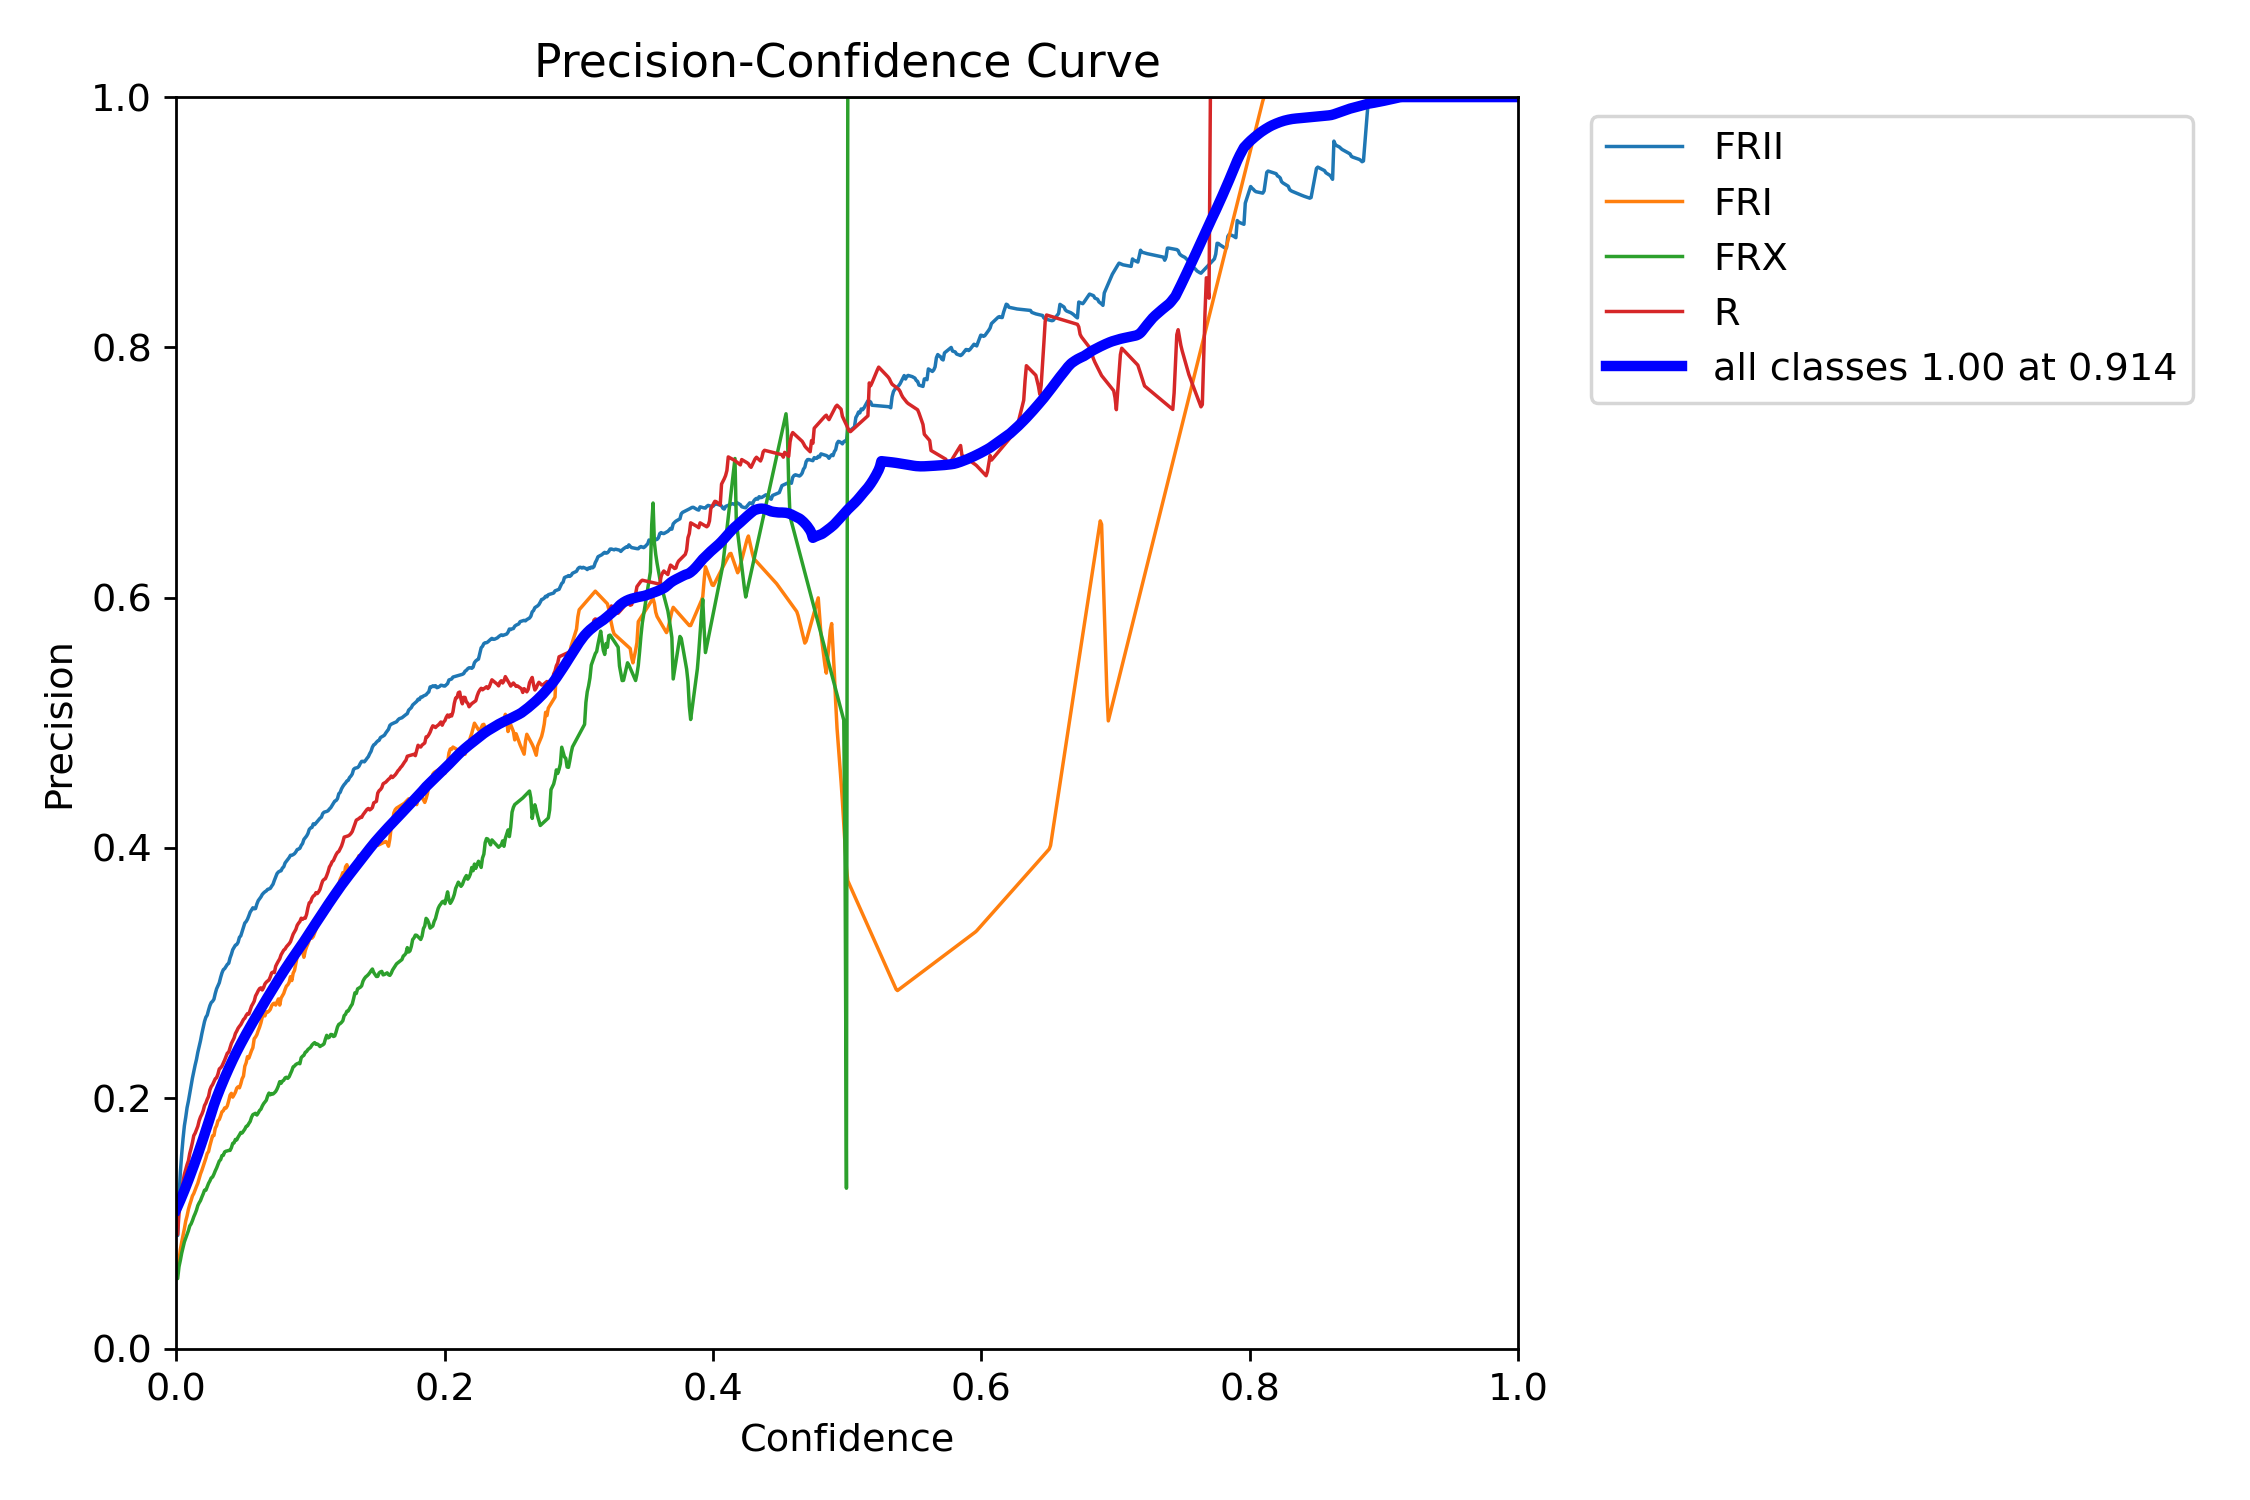 Precision-Confidence Curve
1.0
0.8
0.6
0.4
0.2
0.0
Precision
0.0 0.2 0.4 0.6 0.8 1.0
Confidence
FRII
FRI
FRX
R
all classes 1.00 at 0.914